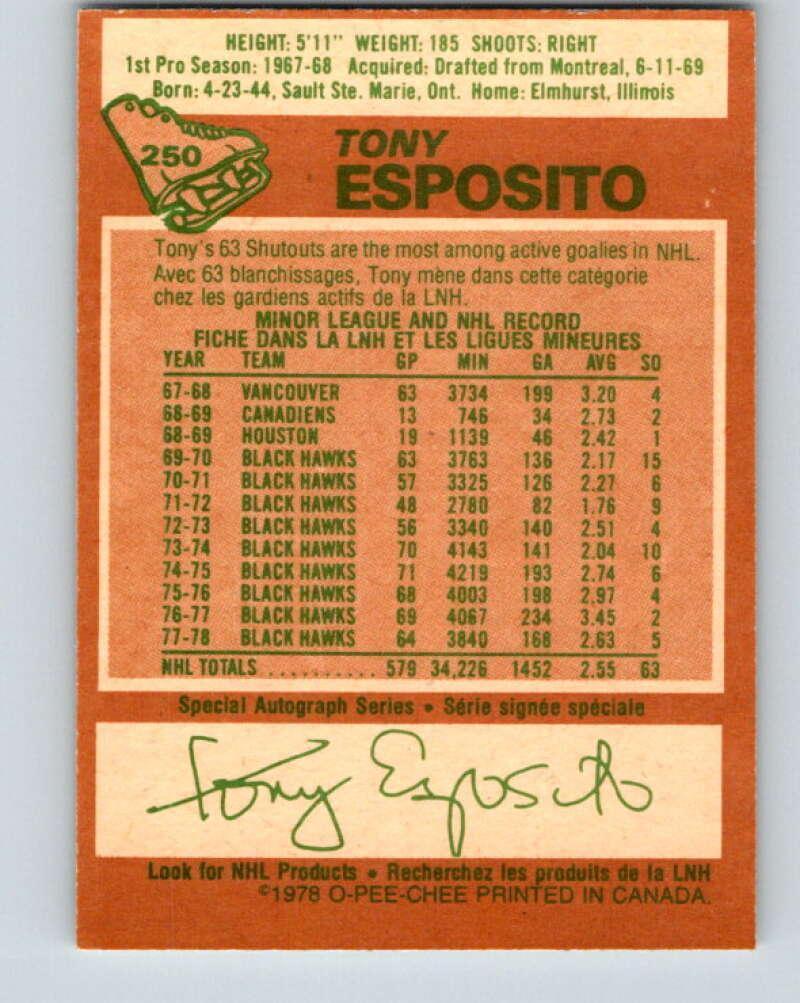 HEIGHT: 5'11" WEIGHT: 185 SHOOTS: RIGHT
1st Pro Season: 1967-68 Acquired: Drafted from Montreal, 6-11-69
Born: 4-23-44, Sault Ste. Marie, Ont. Home: Elmhurst, Illinois
250
TONY
ESPOSITO
Tony's 63 Shutouts are the most among active goalies in NHL.
Avec 63 blanchissages, Tony mène dans cette catégorie
chez les gardiens actifs de la LNH.
MINOR LEAGUE AND NHL RECORD
FICHE DANS LA LNH ET LES LIGUES MINEURES
YEAR TEAM GP MIN GA AVG SO
67-68 VANCOUVER 63 3734 199 3.20 4
68-69 CANADIENS 13 746 34 2.73 2
68-69 HOUSTON 19 1139 46 2.42 1
69-70 BLACK HAWKS 63 3763 136 2.17 15
70-71 BLACK HAWKS 57 3325 126 2.27 6
71-72 BLACK HAWKS 48 2780 82 1.76 9
72-73 BLACK HAWKS 56 3340 140 2.51 4
73-74 BLACK HAWKS 70 4143 141 2.04 10
74-75 BLACK HAWKS 71 4219 193 2.74 6
75-76 BLACK HAWKS 68 4003 198 2.97 4
76-77 BLACK HAWKS 69 4067 234 3.45 2
77-78 BLACK HAWKS 64 3840 168 2.63 5
NHL TOTALS .......... 579 34,226 1452 2.55 63
Special Autograph Series • Série signée spéciale
Tony Esposito
Look for NHL Products • Recherchez les produits de la LNH
©1978 O-PEE-CHEE PRINTED IN CANADA.